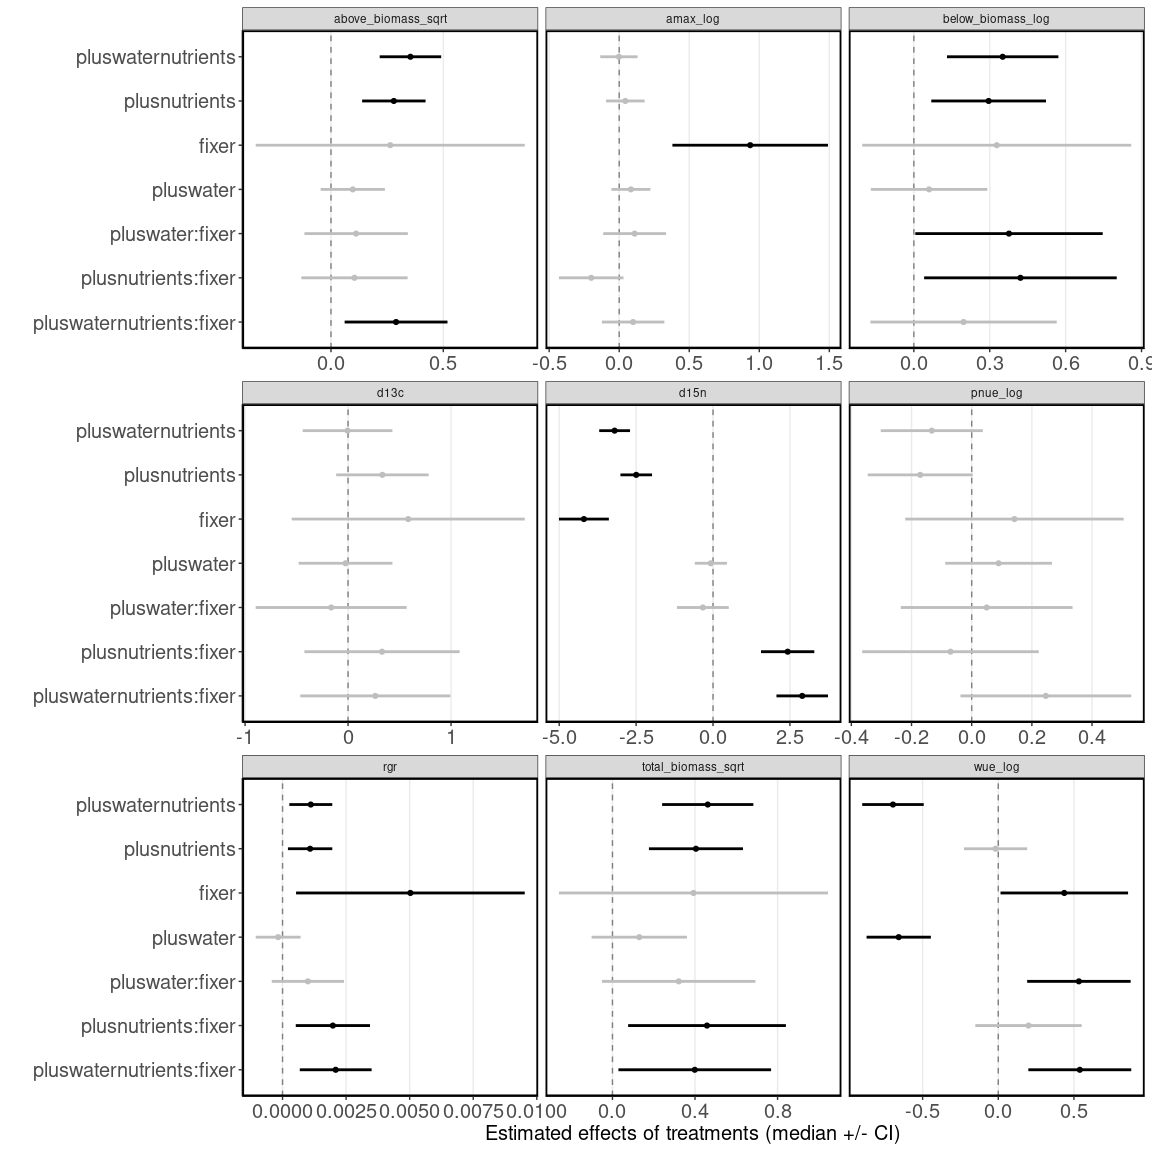 above_biomass_sqrt amax_log below_biomass_log
pluswaternutrients
plusnutrients
fixer
pluswater
pluswater:fixer
plusnutrients:fixer
pluswaternutrients:fixer
0.0 0.5 -0.5 0.0 0.5 1.0 1.5 0.0 0.3 0.6 0.9
d13c d15n pnue_log
pluswaternutrients
plusnutrients
fixer
pluswater
pluswater:fixer
plusnutrients:fixer
pluswaternutrients:fixer
-1 0 1 -5.0 -2.5 0.0 2.5 -0.4 -0.2 0.0 0.2 0.4
rgr total_biomass_sqrt wue_log
pluswaternutrients
plusnutrients
fixer
pluswater
pluswater:fixer
plusnutrients:fixer
pluswaternutrients:fixer
0.0000 0.0025 0.0050 0.0075 0.0100 0.0 0.4 0.8 -0.5 0.0 0.5
Estimated effects of treatments (median +/- CI)